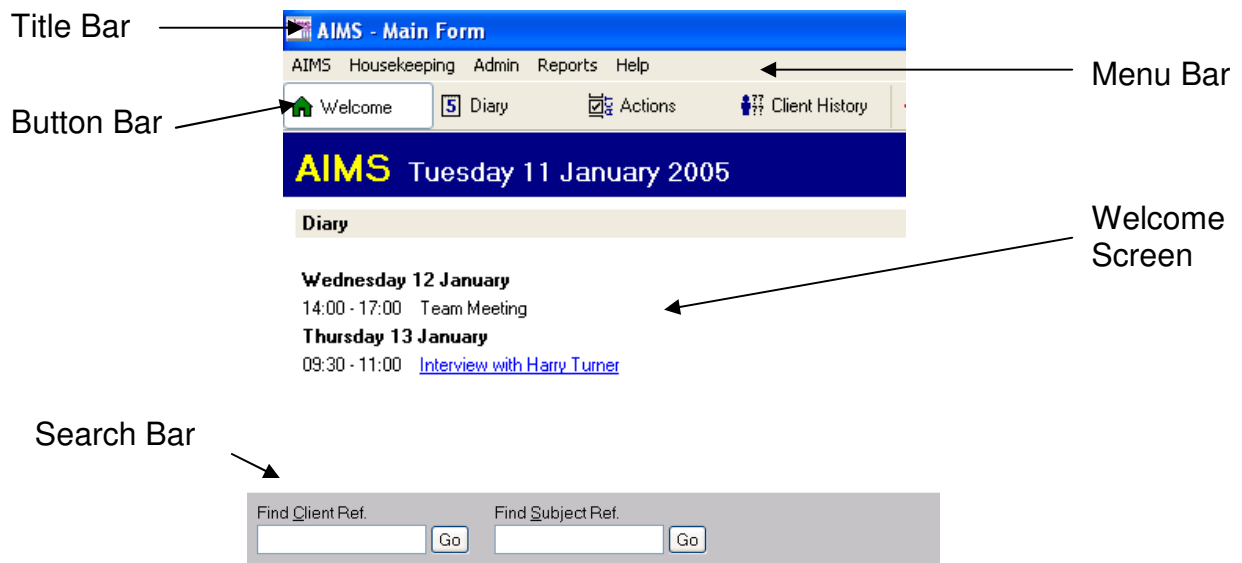 Title Bar
AIMS - Main Form
AIMS Housekeeping Admin Reports Help
Menu Bar
Button Bar
Welcome 5 Diary Actions Client History
AIMS Tuesday 11 January 2005
Diary
Welcome
Screen
Wednesday 12 January
14:00 - 17:00 Team Meeting
Thursday 13 January
09:30 - 11:00 Interview with Harry Turner
Search Bar
Find Client Ref. Find Subject Ref.
Go Go